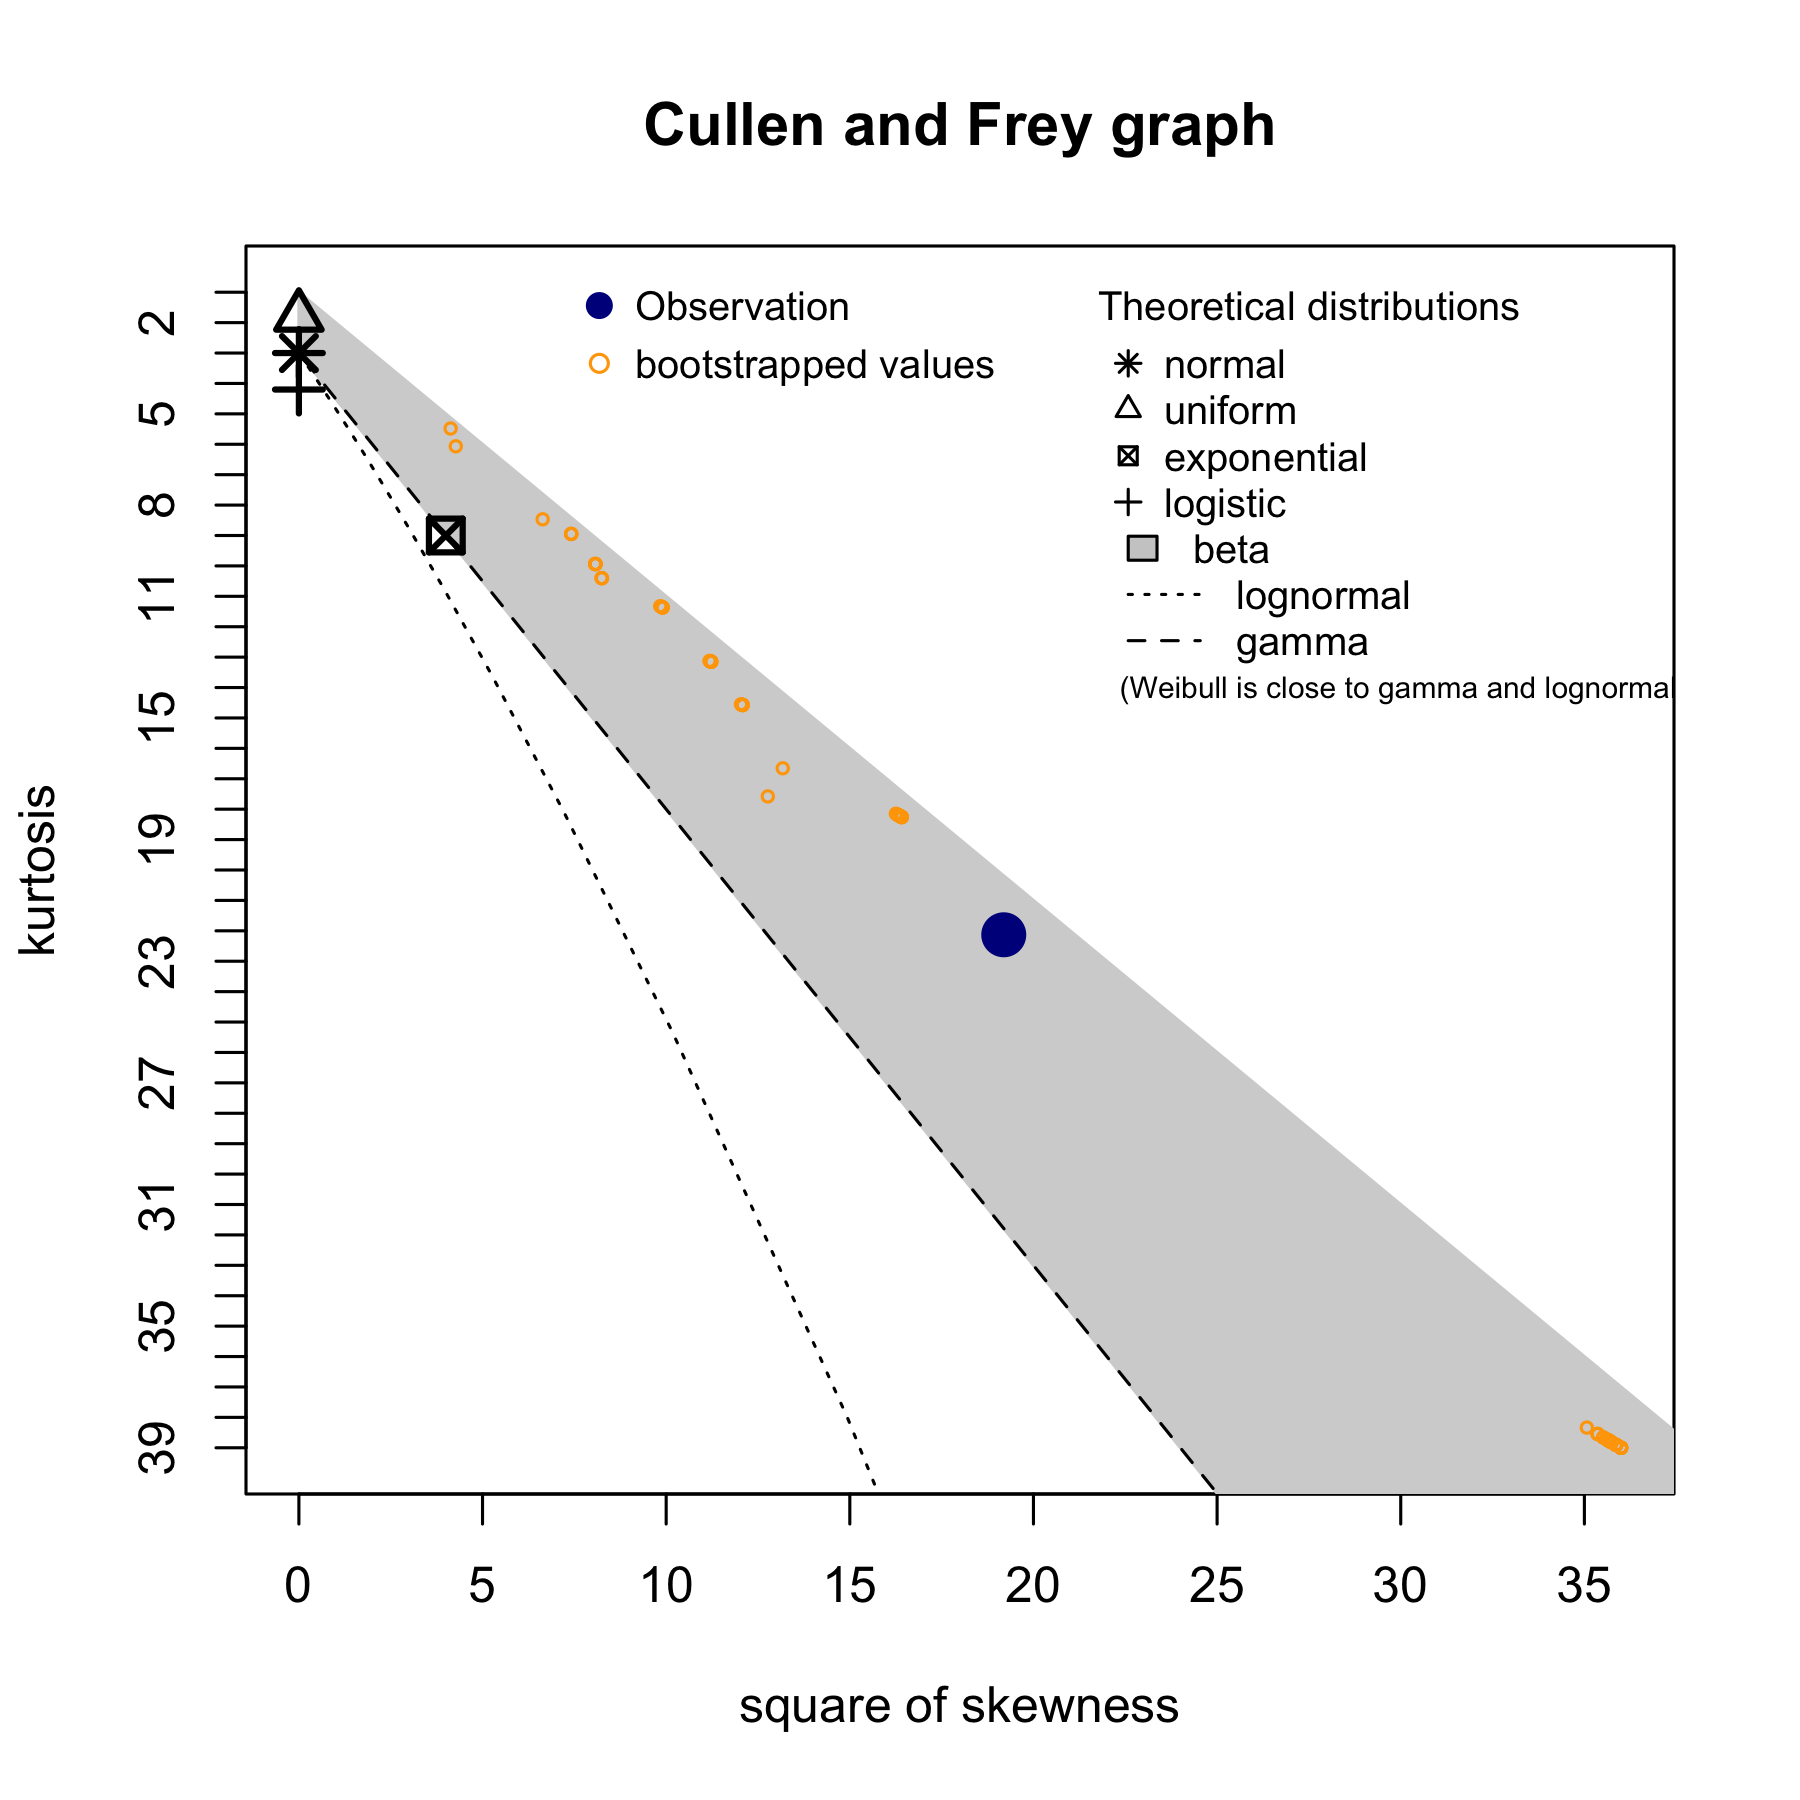 Cullen and Frey graph
Observation
bootstrapped values
Theoretical distributions
normal
uniform
exponential
logistic
beta
lognormal
gamma
(Weibull is close to gamma and lognormal
kurtosis
2
5
8
11
15
19
23
27
31
35
39
0 5 10 15 20 25 30 35
square of skewness